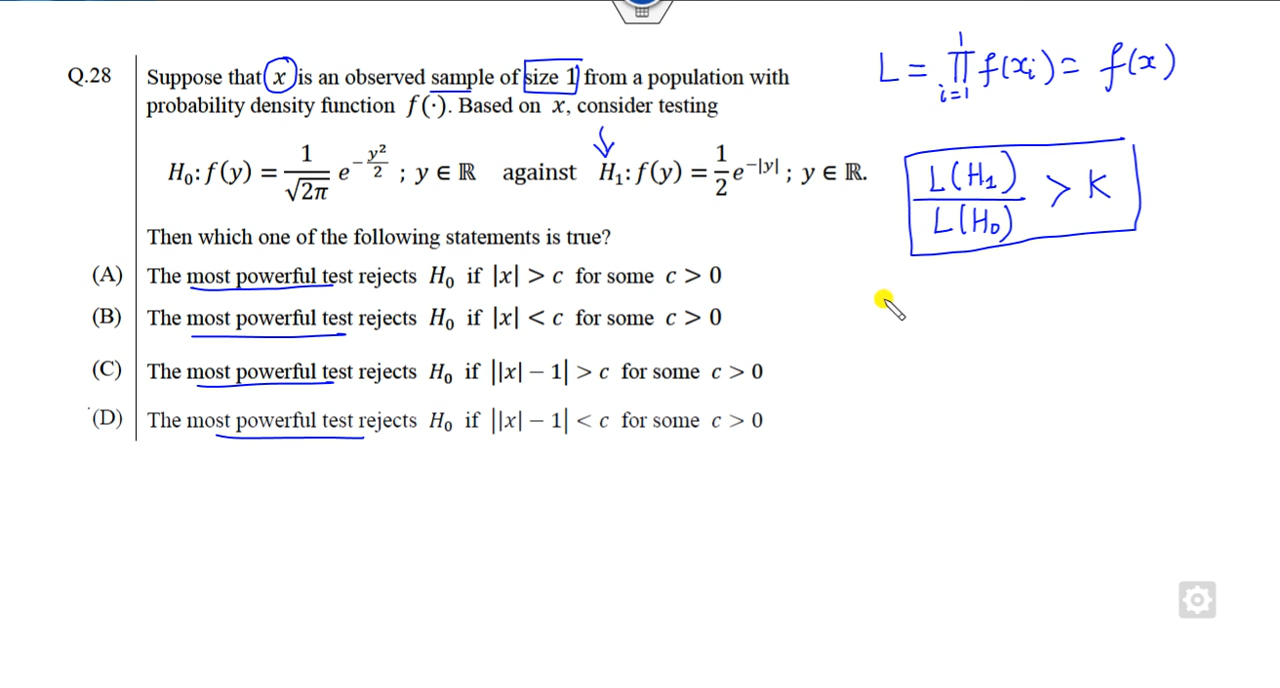 Q.28 Suppose that x is an observed sample of size 1 from a population with
probability density function f(·). Based on x, consider testing
H₀: f(y) = 1/√2π e^(−y²/2) ; y ∈ ℝ against H₁: f(y) = 1/2 e^(−|y|) ; y ∈ ℝ.
Then which one of the following statements is true?
(A) The most powerful test rejects H₀ if |x| > c for some c > 0
(B) The most powerful test rejects H₀ if |x| < c for some c > 0
(C) The most powerful test rejects H₀ if ||x| − 1| > c for some c > 0
(D) The most powerful test rejects H₀ if ||x| − 1| < c for some c > 0
L = ∏_{i=1}^{1} f(xᵢ) = f(x)
L(H₁)/L(H₀) > K